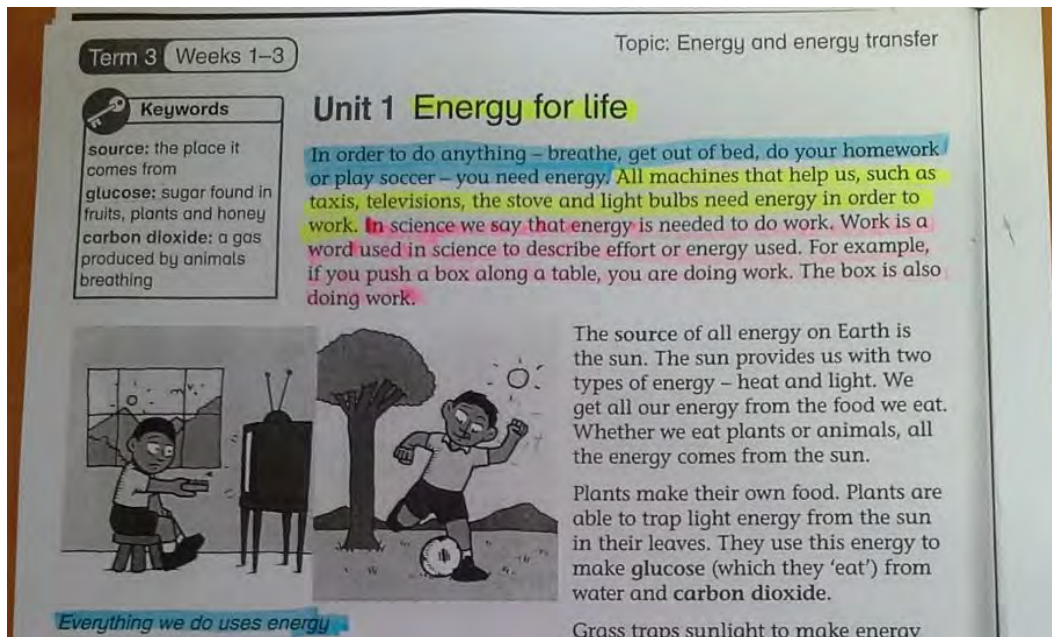 Term 3 Weeks 1–3
Topic: Energy and energy transfer
Keywords
source: the place it
comes from
glucose: sugar found in
fruits, plants and honey
carbon dioxide: a gas
produced by animals
breathing
Unit 1 Energy for life
In order to do anything – breathe, get out of bed, do your homework
or play soccer – you need energy. All machines that help us, such as
taxis, televisions, the stove and light bulbs need energy in order to
work. In science we say that energy is needed to do work. Work is a
word used in science to describe effort or energy used. For example,
if you push a box along a table, you are doing work. The box is also
doing work.
The source of all energy on Earth is
the sun. The sun provides us with two
types of energy – heat and light. We
get all our energy from the food we eat.
Whether we eat plants or animals, all
the energy comes from the sun.
Plants make their own food. Plants are
able to trap light energy from the sun
in their leaves. They use this energy to
make glucose (which they ‘eat’) from
water and carbon dioxide.
Grass traps sunlight to make energy
Everything we do uses energy